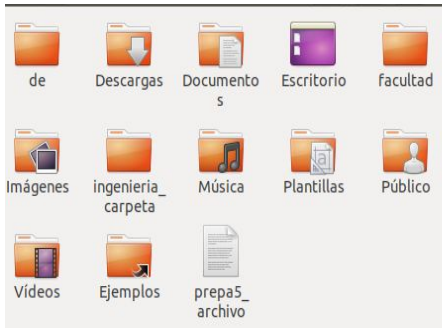 de
Descargas
Documento
s
Escritorio
facultad
Imágenes
ingenieria_
carpeta
Música
Plantillas
Público
Vídeos
Ejemplos
prepa5_
archivo